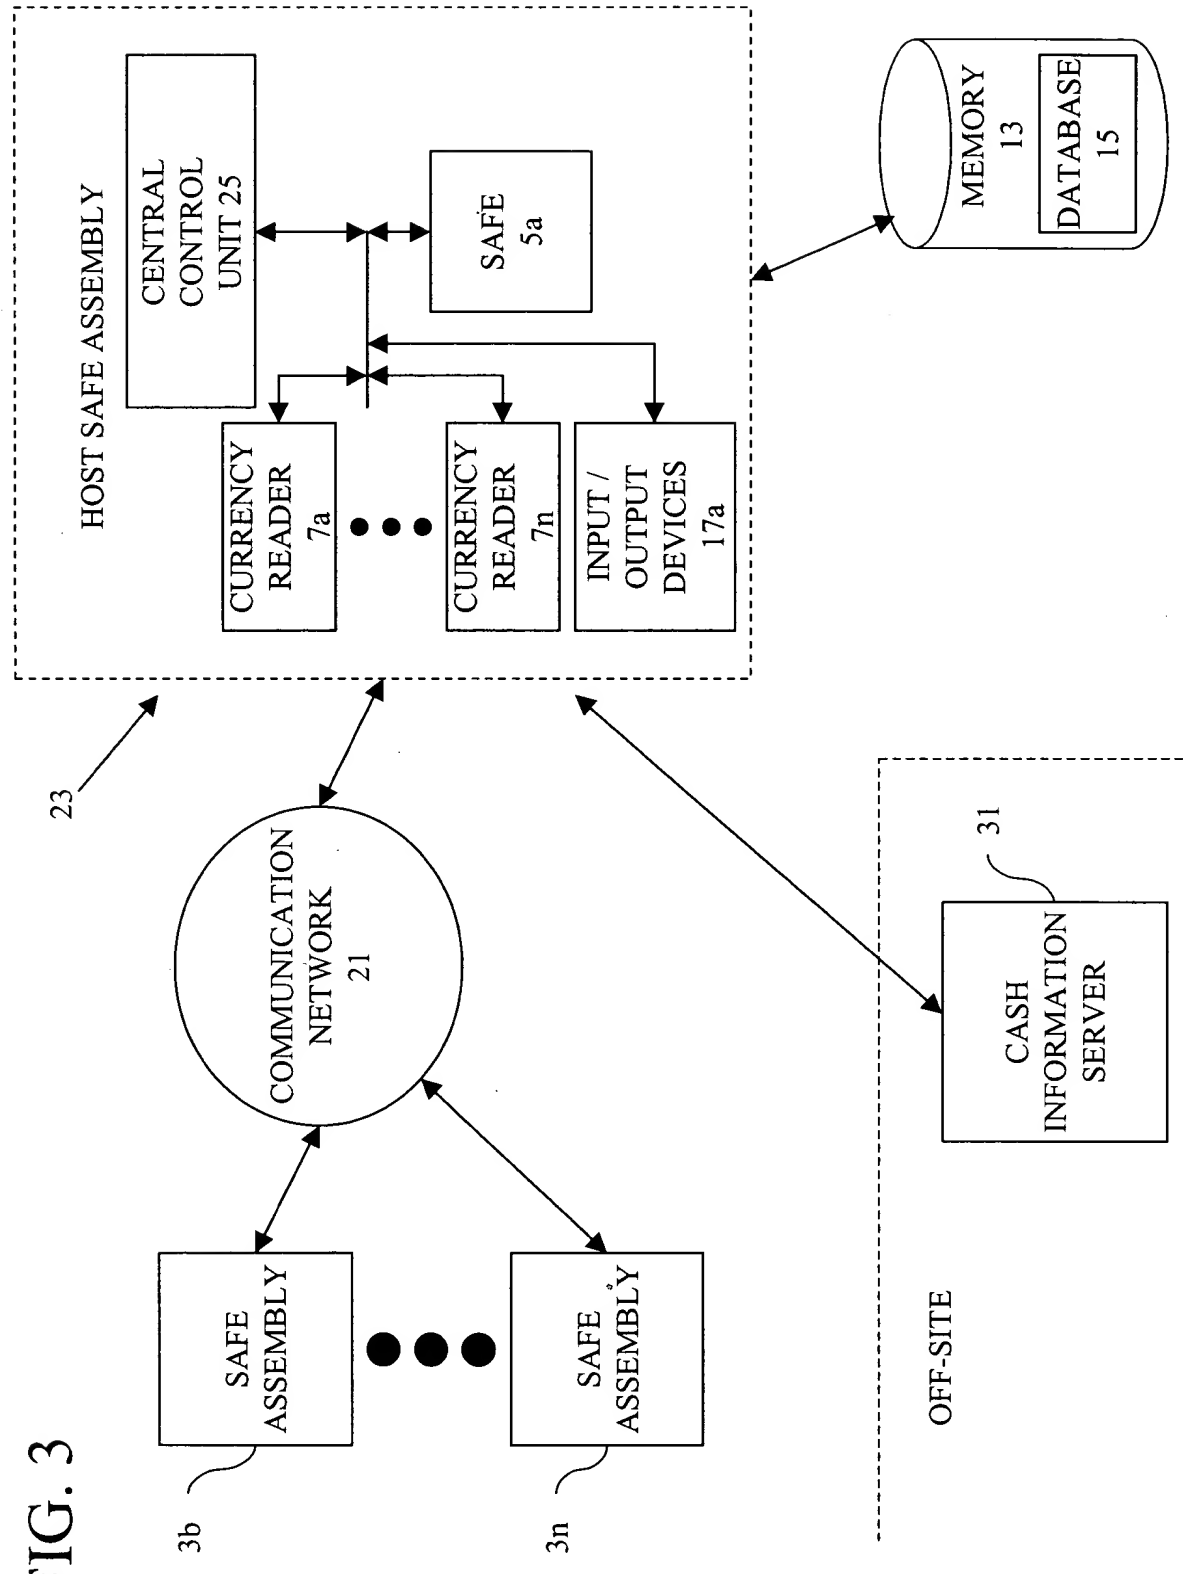 FIG. 3
3b
SAFE
ASSEMBLY
3n
SAFE
ASSEMBLY
COMMUNICATION
NETWORK
21
23
HOST SAFE ASSEMBLY
CENTRAL
CONTROL
UNIT 25
CURRENCY
READER
7a
CURRENCY
READER
7n
INPUT /
OUTPUT
DEVICES
17a
SAFE
5a
MEMORY
13
DATABASE
15
OFF-SITE
CASH
INFORMATION
SERVER
31